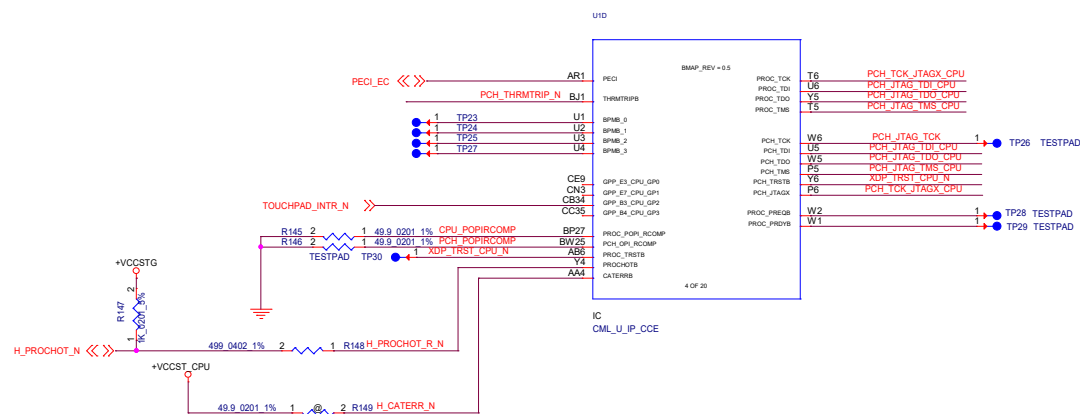 U1D
BMAP_REV = 0.5
PECI_EC AR1 PECI
PCH_THRMTRIP_N BJ1 THRMTRIPB
1 TP23 U1 BPMB_0
1 TP24 U2 BPMB_1
1 TP25 U3 BPMB_2
1 TP27 U4 BPMB_3
CE9 GPP_E3_CPU_GP0
CN3 GPP_E7_CPU_GP1
TOUCHPAD_INTR_N CB34 GPP_B3_CPU_GP2
CC35 GPP_B4_CPU_GP3
R145 2 1 49.9_0201_1% CPU_POPIRCOMP BP27 PROC_POPI_RCOMP
R146 2 1 49.9_0201_1% PCH_POPIRCOMP BW25 PCH_OPI_RCOMP
TESTPAD TP30 1 XDP_TRST_CPU_N AB6 PROC_TRSTB
Y4 PROCHOTB
AA4 CATERRB
PROC_TCK T6 PCH_TCK_JTAGX_CPU
PROC_TDI U6 PCH_JTAG_TDI_CPU
PROC_TDO Y5 PCH_JTAG_TDO_CPU
PROC_TMS T5 PCH_JTAG_TMS_CPU
PCH_TCK W6 PCH_JTAG_TCK 1 TP26 TESTPAD
PCH_TDI U5 PCH_JTAG_TDI_CPU
PCH_TDO W5 PCH_JTAG_TDO_CPU
PCH_TMS P5 PCH_JTAG_TMS_CPU
PCH_TRSTB Y6 XDP_TRST_CPU_N
PCH_JTAGX P6 PCH_TCK_JTAGX_CPU
PROC_PREQB W2 1 TP28 TESTPAD
PROC_PRDYB W1 1 TP29 TESTPAD
4 OF 20
IC
CML_U_IP_CCE
+VCCSTG
2
R147
1K_0201_5%
1
H_PROCHOT_N 499_0402_1% 2 1 R148 H_PROCHOT_R_N
+VCCST_CPU
49.9_0201_1% 1 @ 2 R149 H_CATERR_N